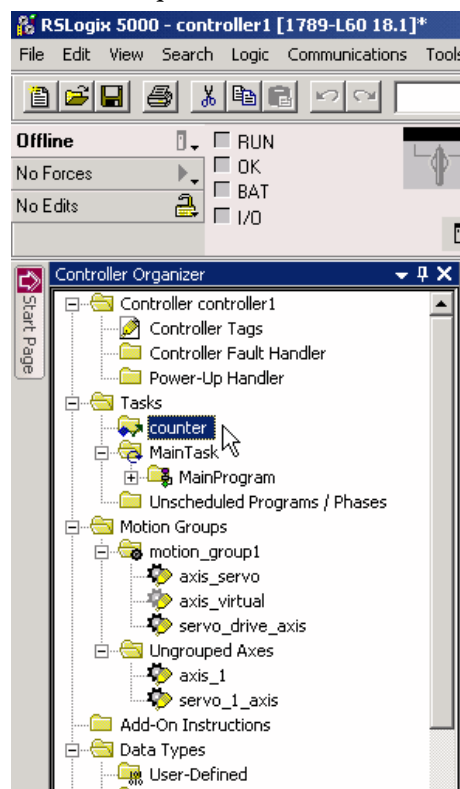 RSLogix 5000 - controller1 [1789-L60 18.1]*
File Edit View Search Logic Communications Tools
Offline
RUN
No Forces
OK
No Edits
BAT
I/O
Controller Organizer
Start Page
Controller controller1
Controller Tags
Controller Fault Handler
Power-Up Handler
Tasks
counter
MainTask
MainProgram
Unscheduled Programs / Phases
Motion Groups
motion_group1
axis_servo
axis_virtual
servo_drive_axis
Ungrouped Axes
axis_1
servo_1_axis
Add-On Instructions
Data Types
User-Defined